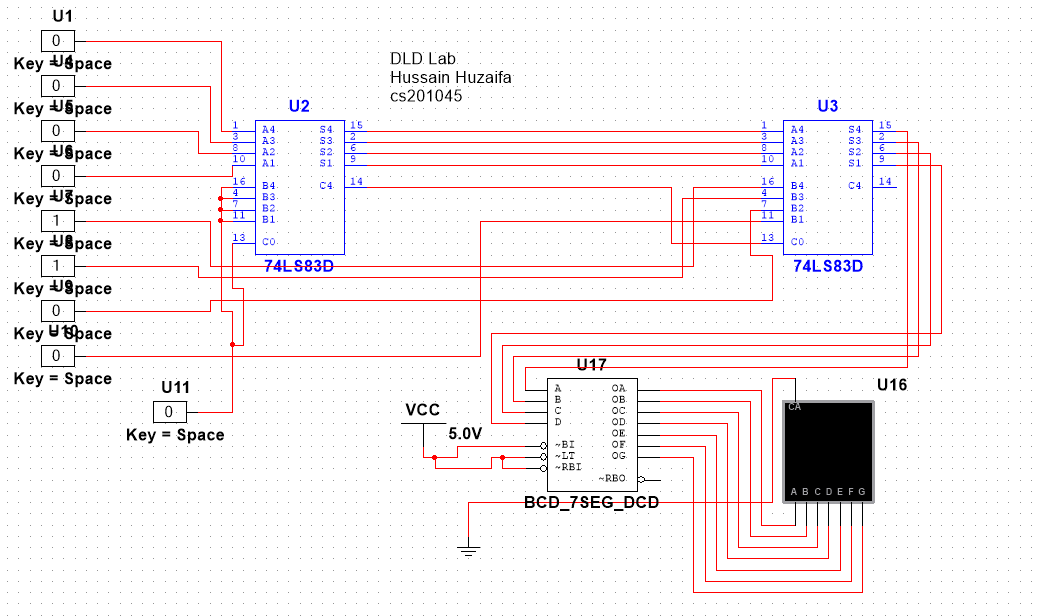 U1
0
Key = Space
U4
0
Key = Space
U5
0
Key = Space
U6
0
Key = Space
U7
1
Key = Space
U8
1
Key = Space
U9
0
Key = Space
U10
0
Key = Space
U11
0
Key = Space
DLD Lab
Hussain Huzaifa
cs201045
U2
1 A4 S4 15
3 A3 S3 2
8 A2 S2 6
10 A1 S1 9
16 B4 C4 14
4 B3
7 B2
11 B1
13 C0
74LS83D
U3
1 A4 S4 15
3 A3 S3 2
8 A2 S2 6
10 A1 S1 9
16 B4 C4 14
4 B3
7 B2
11 B1
13 C0
74LS83D
VCC
5.0V
U17
A OA
B OB
C OC
D OD
OE
~BI OF
~LT OG
~RBI
~RBO
BCD_7SEG_DCD
U16
CA
A B C D E F G